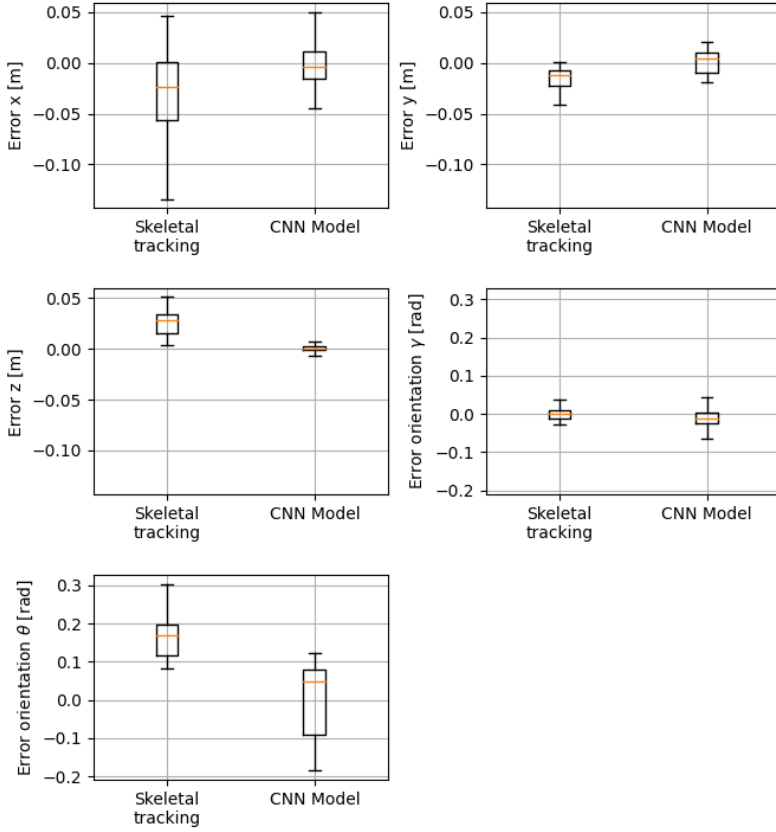 0.05
0.00
−0.05
−0.10
Error x [m]
Skeletal
tracking
CNN Model
0.05
0.00
−0.05
−0.10
Error y [m]
Skeletal
tracking
CNN Model
0.05
0.00
−0.05
−0.10
Error z [m]
Skeletal
tracking
CNN Model
0.3
0.2
0.1
0.0
−0.1
−0.2
Error orientation γ [rad]
Skeletal
tracking
CNN Model
0.3
0.2
0.1
0.0
−0.1
−0.2
Error orientation θ [rad]
Skeletal
tracking
CNN Model